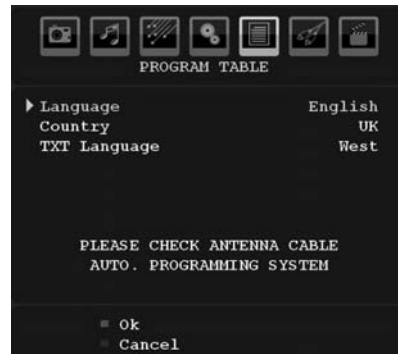 PROGRAM TABLE
Language English
Country UK
TXT Language West
PLEASE CHECK ANTENNA CABLE
AUTO. PROGRAMMING SYSTEM
Ok
Cancel